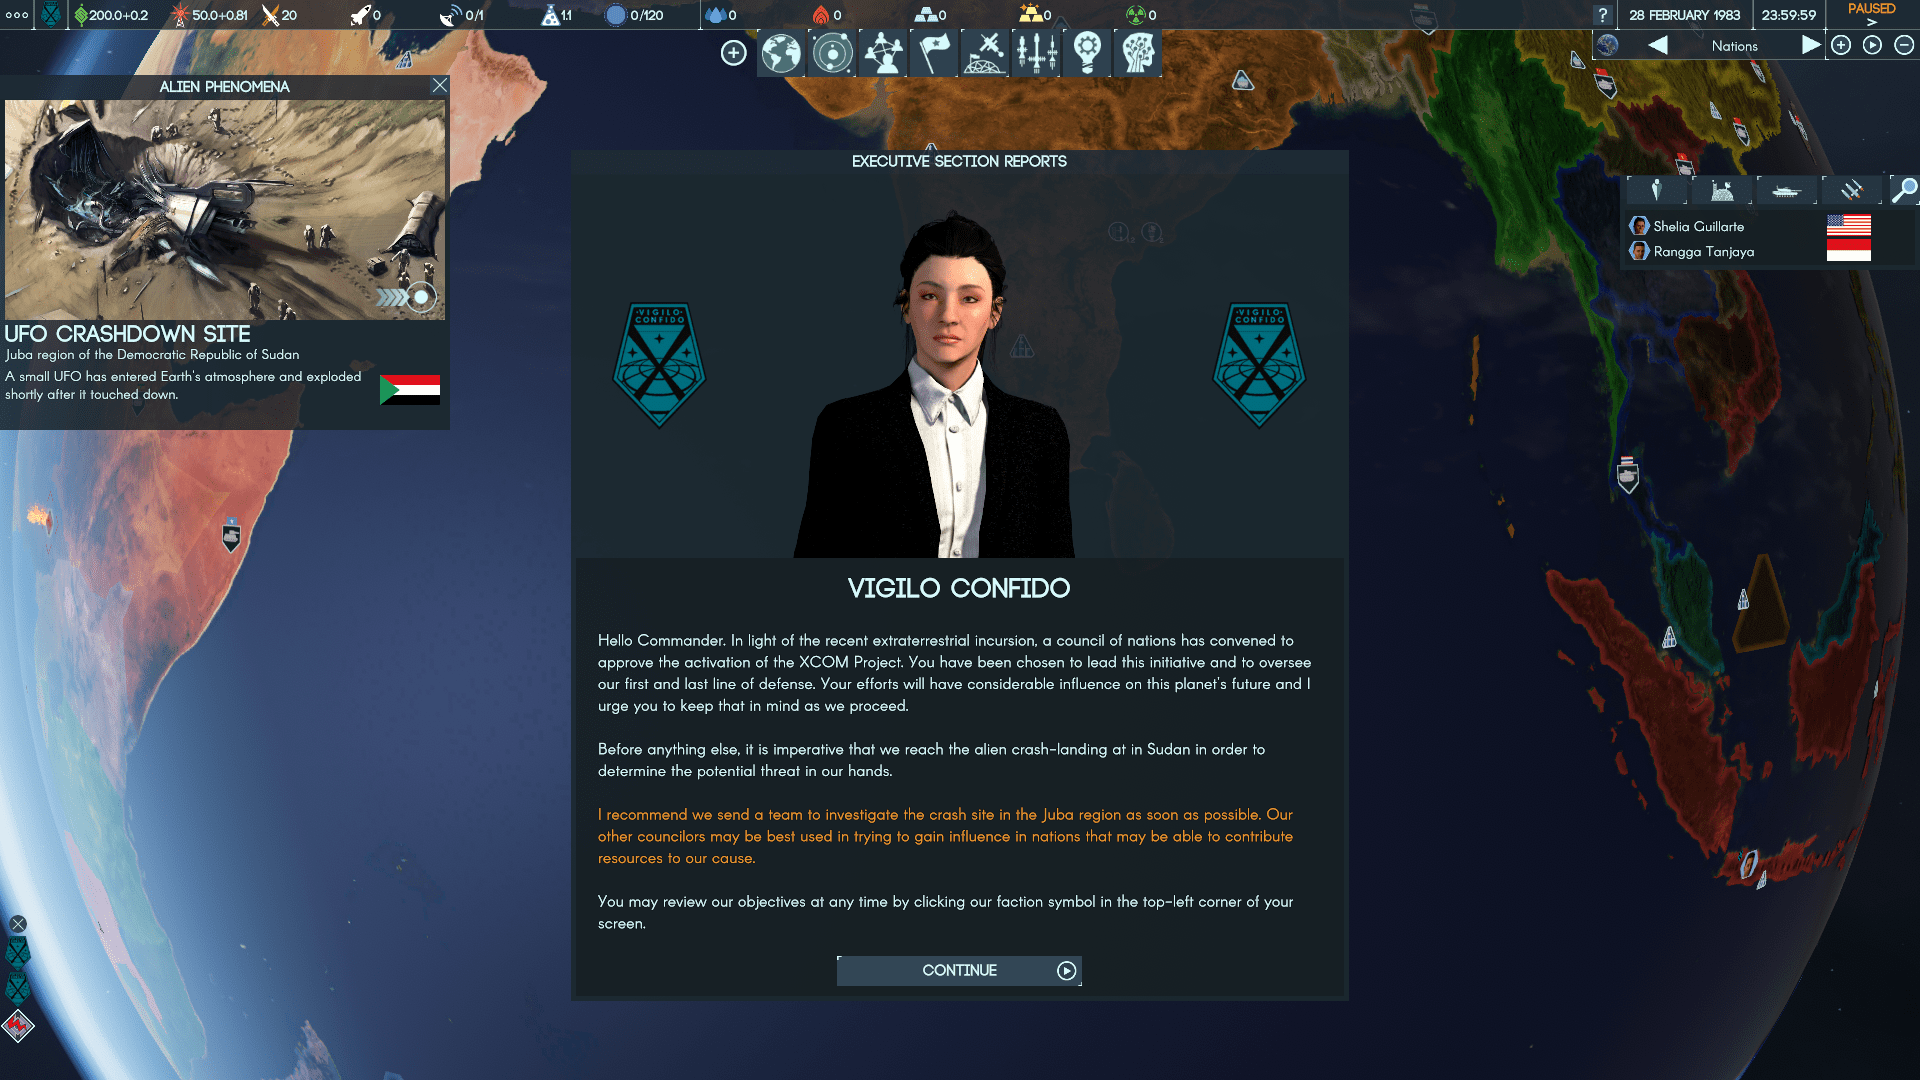 200.0+0.2
50.0+0.81
20
0
0/1
1.1
0/120
0
0
0
0
0
?
28 FEBRUARY 1983
23:59:59
PAUSED
>
Nations
ALIEN PHENOMENA
UFO CRASHDOWN SITE
Juba region of the Democratic Republic of Sudan
A small UFO has entered Earth's atmosphere and exploded
shortly after it touched down.
EXECUTIVE SECTION REPORTS
·VIGILO·
CONFIDO
·VIGILO·
CONFIDO
Shelia Guillarte
Rangga Tanjaya
VIGILO CONFIDO
Hello Commander. In light of the recent extraterrestrial incursion, a council of nations has convened to
approve the activation of the XCOM Project. You have been chosen to lead this initiative and to oversee
our first and last line of defense. Your efforts will have considerable influence on this planet's future and I
urge you to keep that in mind as we proceed.
Before anything else, it is imperative that we reach the alien crash-landing at in Sudan in order to
determine the potential threat in our hands.
I recommend we send a team to investigate the crash site in the Juba region as soon as possible. Our
other councilors may be best used in trying to gain influence in nations that may be able to contribute
resources to our cause.
You may review our objectives at any time by clicking our faction symbol in the top-left corner of your
screen.
CONTINUE